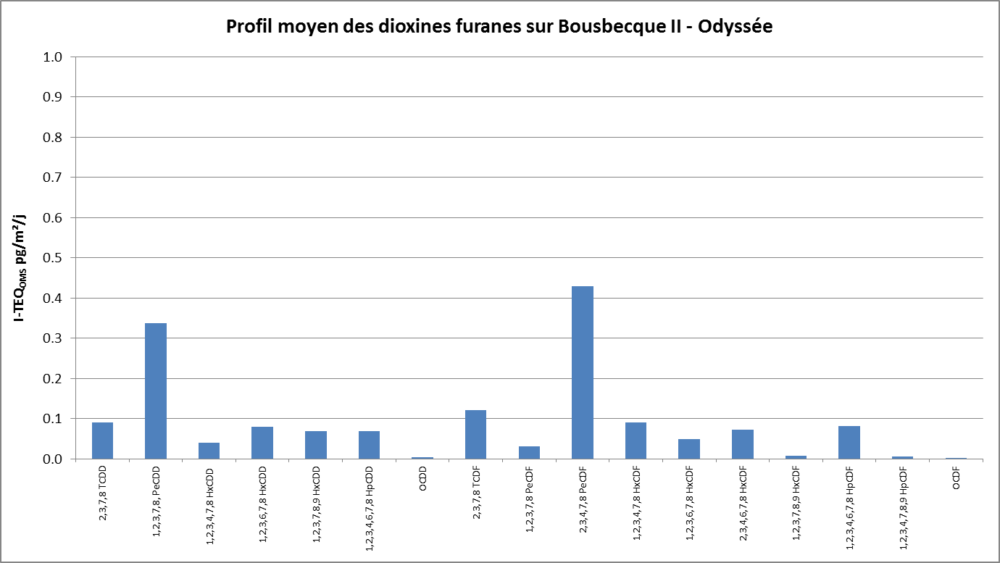 Profil moyen des dioxines furanes sur Bousbecque II - Odyssée
I-TEQOMS pg/m²/j
1.0
0.9
0.8
0.7
0.6
0.5
0.4
0.3
0.2
0.1
0.0
2,3,7,8 TCDD
1,2,3,7,8, PeCDD
1,2,3,4,7,8 HxCDD
1,2,3,6,7,8 HxCDD
1,2,3,7,8,9 HxCDD
1,2,3,4,6,7,8 HpCDD
OCDD
2,3,7,8 TCDF
1,2,3,7,8 PeCDF
2,3,4,7,8 PeCDF
1,2,3,4,7,8 HxCDF
1,2,3,6,7,8 HxCDF
2,3,4,6,7,8 HxCDF
1,2,3,7,8,9 HxCDF
1,2,3,4,6,7,8 HpCDF
1,2,3,4,7,8,9 HpCDF
OCDF